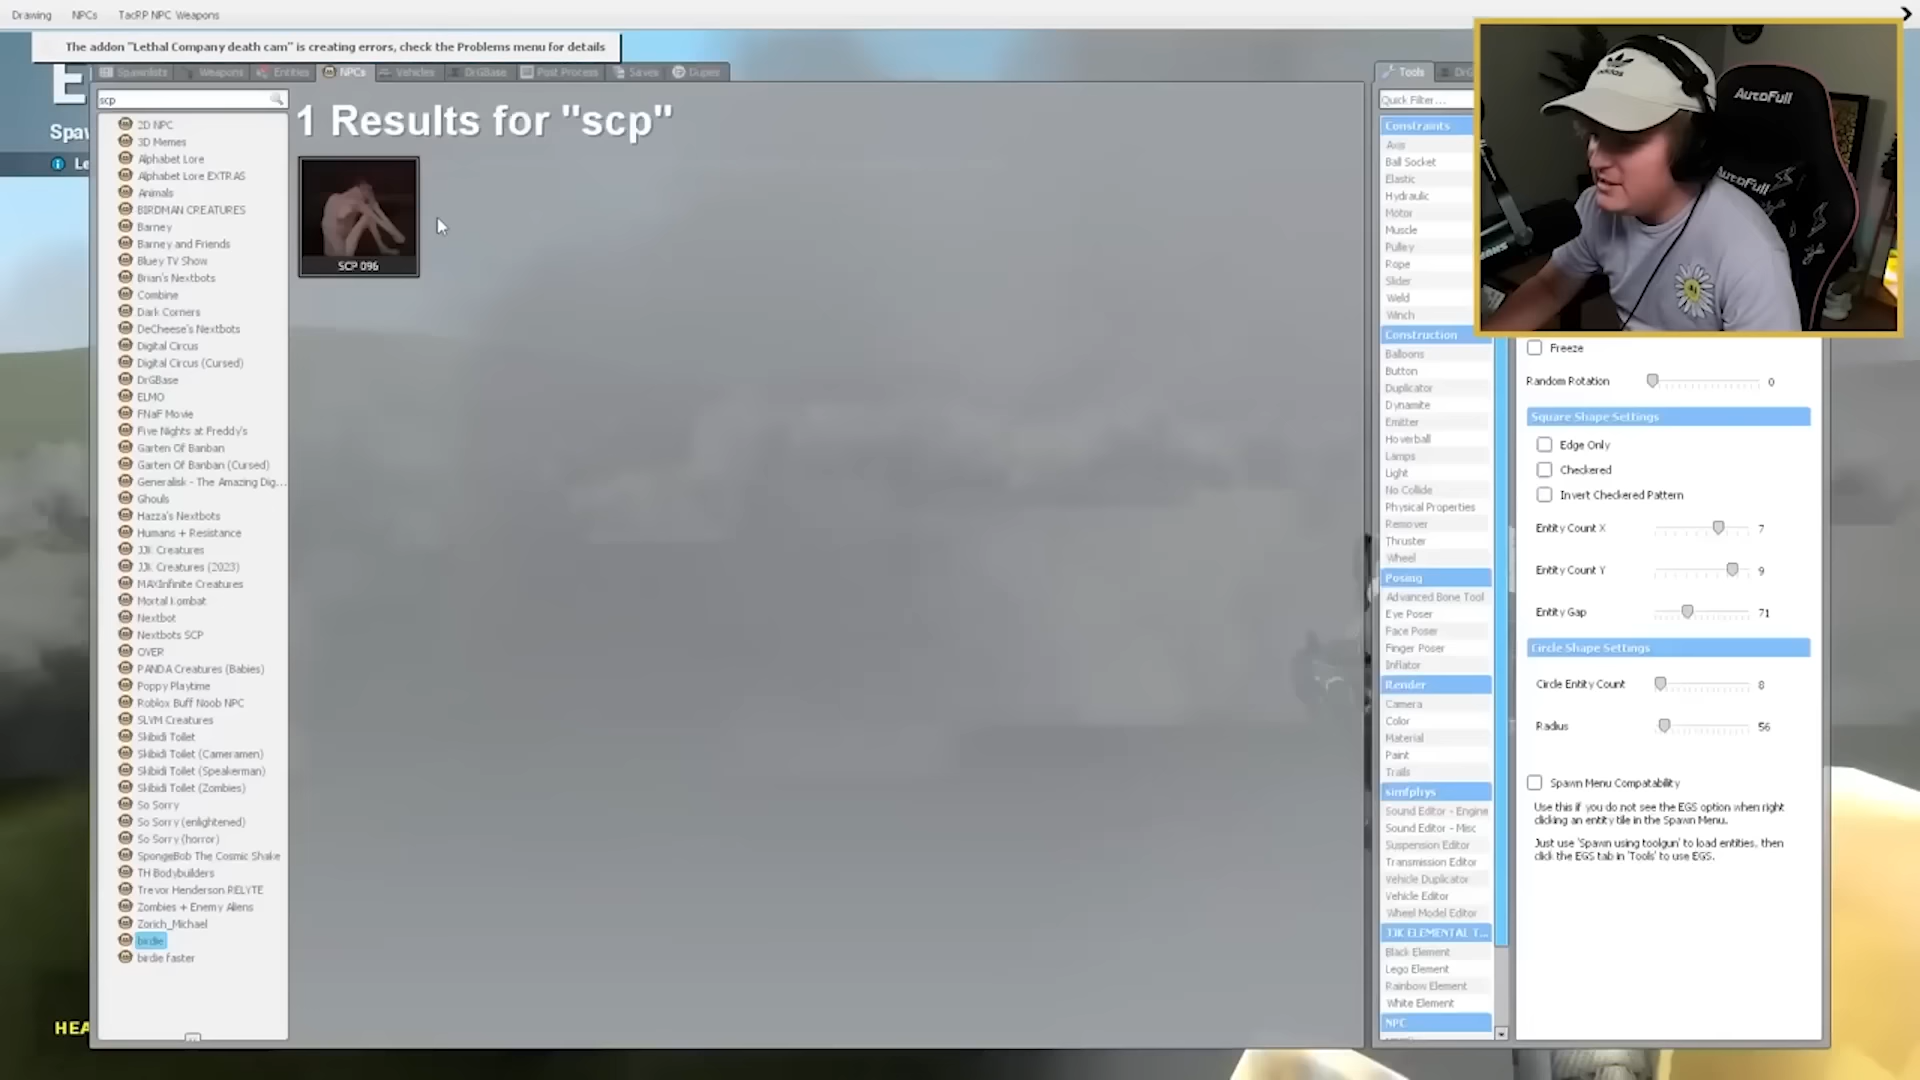 Drawing NPCs TacRP NPC Weapons
The addon "Lethal Company death cam" is creating errors, check the Problems menu for details
Spawnlists Weapons Entities NPCs Vehicles DrGBase Post Process Saves Dupes
scp
2D NPC
3D Memes
Alphabet Lore
Alphabet Lore EXTRAS
Animals
BIRDMAN CREATURES
Barney
Barney and Friends
Bluey TV Show
Brian's Nextbots
Combine
Dark Corners
DeCheese's Nextbots
Digital Circus
Digital Circus (Cursed)
DrGBase
ELMO
FNaF Movie
Five Nights at Freddy's
Garten Of Banban
Garten Of Banban (Cursed)
Generalisk - The Amazing Dig...
Ghouls
Hazza's Nextbots
Humans + Resistance
JJK Creatures
JJK Creatures (2023)
MAXInfinite Creatures
Mortal Kombat
Nextbot
Nextbots SCP
OVER
PANDA Creatures (Babies)
Poppy Playtime
Roblox Buff Noob NPC
SLVM Creatures
Skibidi Toilet
Skibidi Toilet (Cameramen)
Skibidi Toilet (Speakerman)
Skibidi Toilet (Zombies)
So Sorry
So Sorry (enlightened)
So Sorry (horror)
SpongeBob The Cosmic Shake
TH Bodybuilders
Trevor Henderson RELYTE
Zombies + Enemy Aliens
Zorich_Michael
birdie
birdie faster
1 Results for "scp"
SCP 096
Tools
Quick Filter...
Constraints
Axis
Ball Socket
Elastic
Hydraulic
Motor
Muscle
Pulley
Rope
Slider
Weld
Winch
Construction
Balloons
Button
Duplicator
Dynamite
Emitter
Hoverball
Lamps
Light
No Collide
Physical Properties
Remover
Thruster
Wheel
Posing
Advanced Bone Tool
Eye Poser
Face Poser
Finger Poser
Inflator
Render
Camera
Color
Material
Paint
Trails
simfphys
Sound Editor - Engine
Sound Editor - Misc
Suspension Editor
Transmission Editor
Vehicle Duplicator
Vehicle Editor
Wheel Model Editor
JJK ELEMENTAL T...
Black Element
Lego Element
Rainbow Element
White Element
NPC
AutoFull
AutoFull
adidas
Freeze
Random Rotation 0
Square Shape Settings
Edge Only
Checkered
Invert Checkered Pattern
Entity Count X 7
Entity Count Y 9
Entity Gap 71
Circle Shape Settings
Circle Entity Count 8
Radius 56
Spawn Menu Compatability
Use this if you do not see the EGS option when right
clicking an entity tile in the Spawn Menu.
Just use 'Spawn using toolgun' to load entities, then
click the EGS tab in 'Tools' to use EGS.